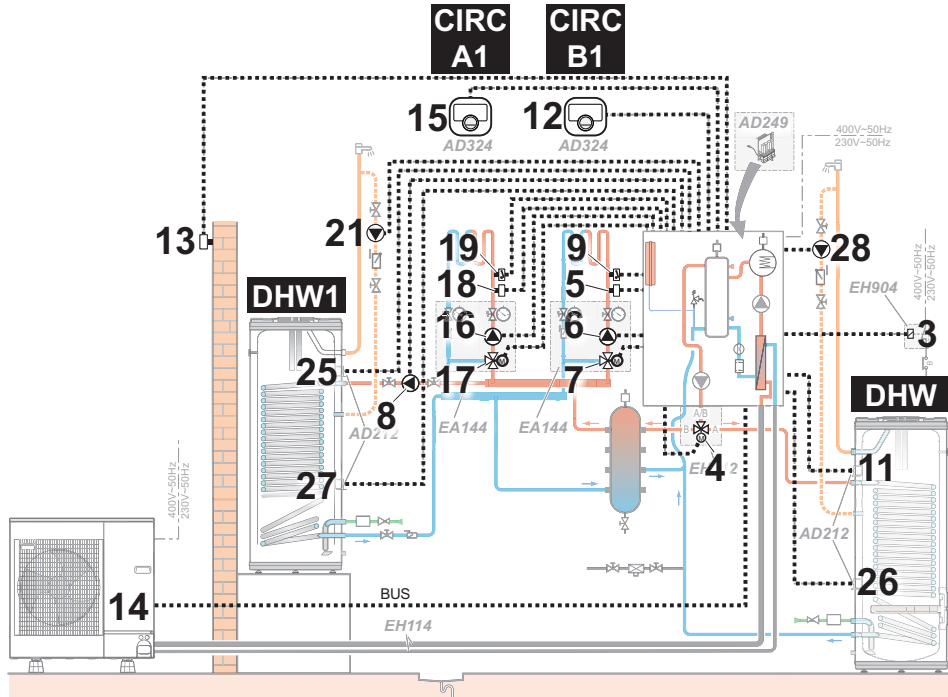 CIRC
A1
CIRC
B1
15
AD324
12
AD324
AD249
400V~50Hz
230V~50Hz
13
21
19
18
16
17
9
5
6
7
M
M
28
400V~50Hz
230V~50Hz
EH904
3
DHW1
25
8
AD212
27
EA144
EA144
A/B
B
A
M
4
DHW
11
AD212
26
400V~50Hz
230V~50Hz
14
BUS
EH114